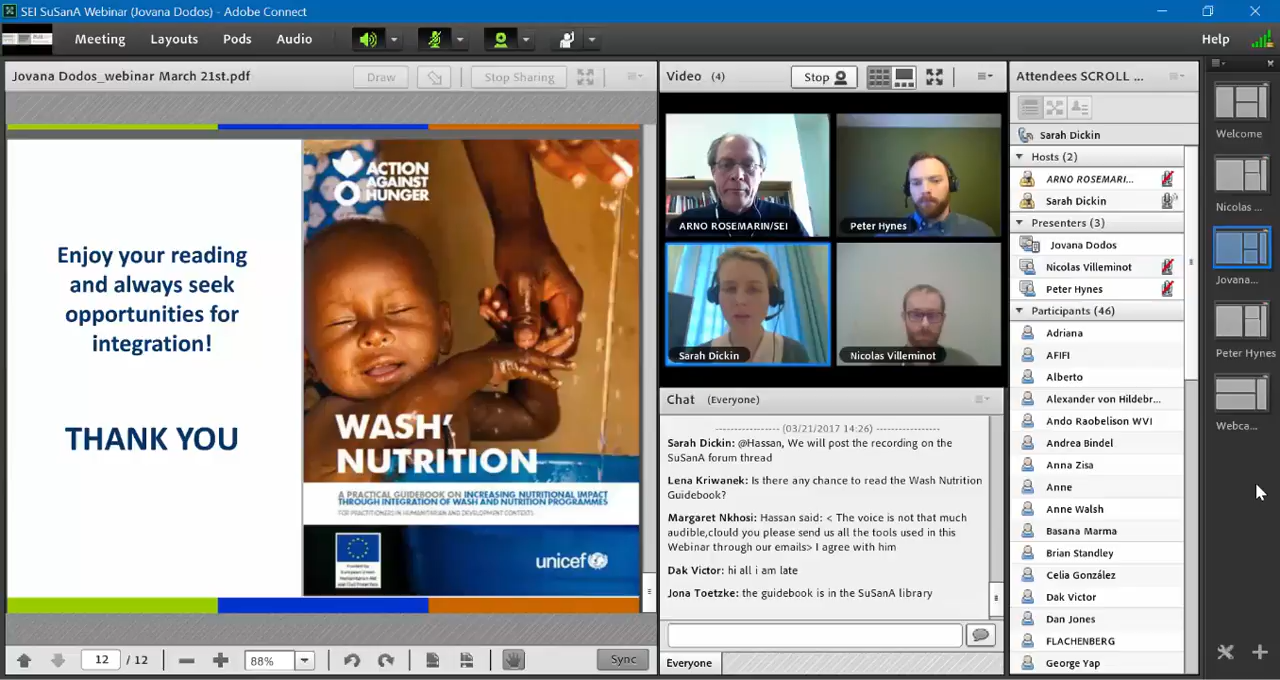 SEI SuSanA Webinar (Jovana Dodos) - Adobe Connect
Meeting
Layouts
Pods
Audio
Help
Jovana Dodos_webinar March 21st.pdf
Draw
Stop Sharing
Enjoy your reading
and always seek
opportunities for
integration!
THANK YOU
ACTION
AGAINST
HUNGER
WASH'
NUTRITION
A PRACTICAL GUIDEBOOK ON INCREASING NUTRITIONAL IMPACT
THROUGH INTEGRATION OF WASH AND NUTRITION PROGRAMMES
FOR PRACTITIONERS IN HUMANITARIAN AND DEVELOPMENT CONTEXTS
unicef
12 / 12
88%
Sync
Video (4)
Stop
ARNO ROSEMARIN/SEI
Peter Hynes
Sarah Dickin
Nicolas Villeminot
Chat (Everyone)
------------------ (03/21/2017 14:26) ------------------
Sarah Dickin: @Hassan, We will post the recording on the
SuSanA forum thread
Lena Kriwanek: Is there any chance to read the Wash Nutrition
Guidebook?
Margaret Nkhosi: Hassan said: < The voice is not that much
audible,clould you please send us all the tools used in this
Webinar through our emails> I agree with him
Dak Victor: hi all i am late
Jona Toetzke: the guidebook is in the SuSanA library
Everyone
Attendees SCROLL ...
Sarah Dickin
Hosts (2)
ARNO ROSEMARI...
Sarah Dickin
Presenters (3)
Jovana Dodos
Nicolas Villeminot
Peter Hynes
Participants (46)
Adriana
AFIFI
Alberto
Alexander von Hildebr...
Ando Raobelison WVI
Andrea Bindel
Anna Zisa
Anne
Anne Walsh
Basana Marma
Brian Standley
Celia González
Dak Victor
Dan Jones
FLACHENBERG
George Yap
Welcome
Nicolas ...
Jovana...
Peter Hynes
Webca...